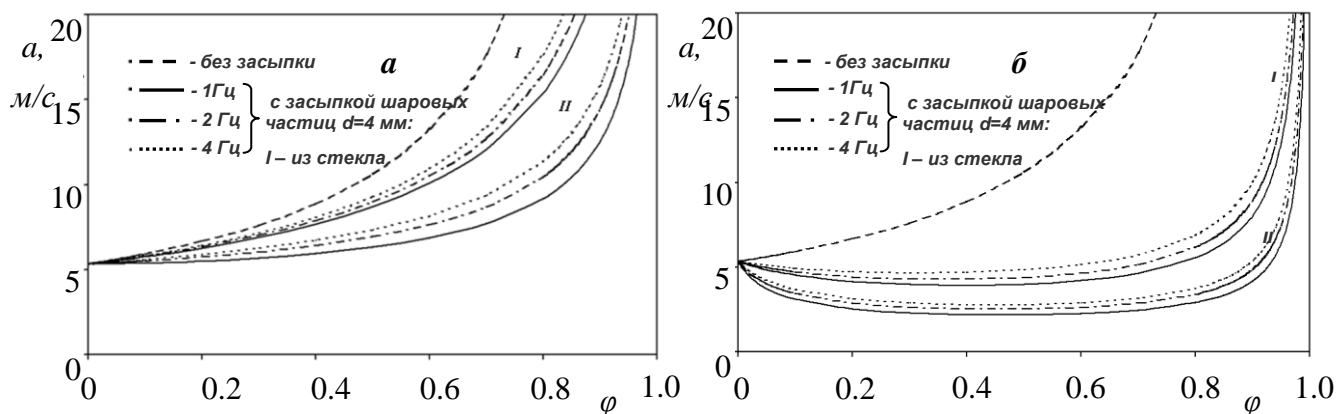 20
a,
м/с
15
10
5
0
- без засыпки
а
- 1Гц
с засыпкой шаровых
- 2 Гц
частиц d=4 мм:
- 4 Гц
I – из стекла
I
II
0
0.2
0.4
0.6
0.8
1.0
φ
20
a,
м/с
15
10
5
0
- без засыпки
б
- 1Гц
с засыпкой шаровых
- 2 Гц
частиц d=4 мм:
- 4 Гц
I – из стекла
I
II
0
0.2
0.4
0.6
0.8
1.0
φ